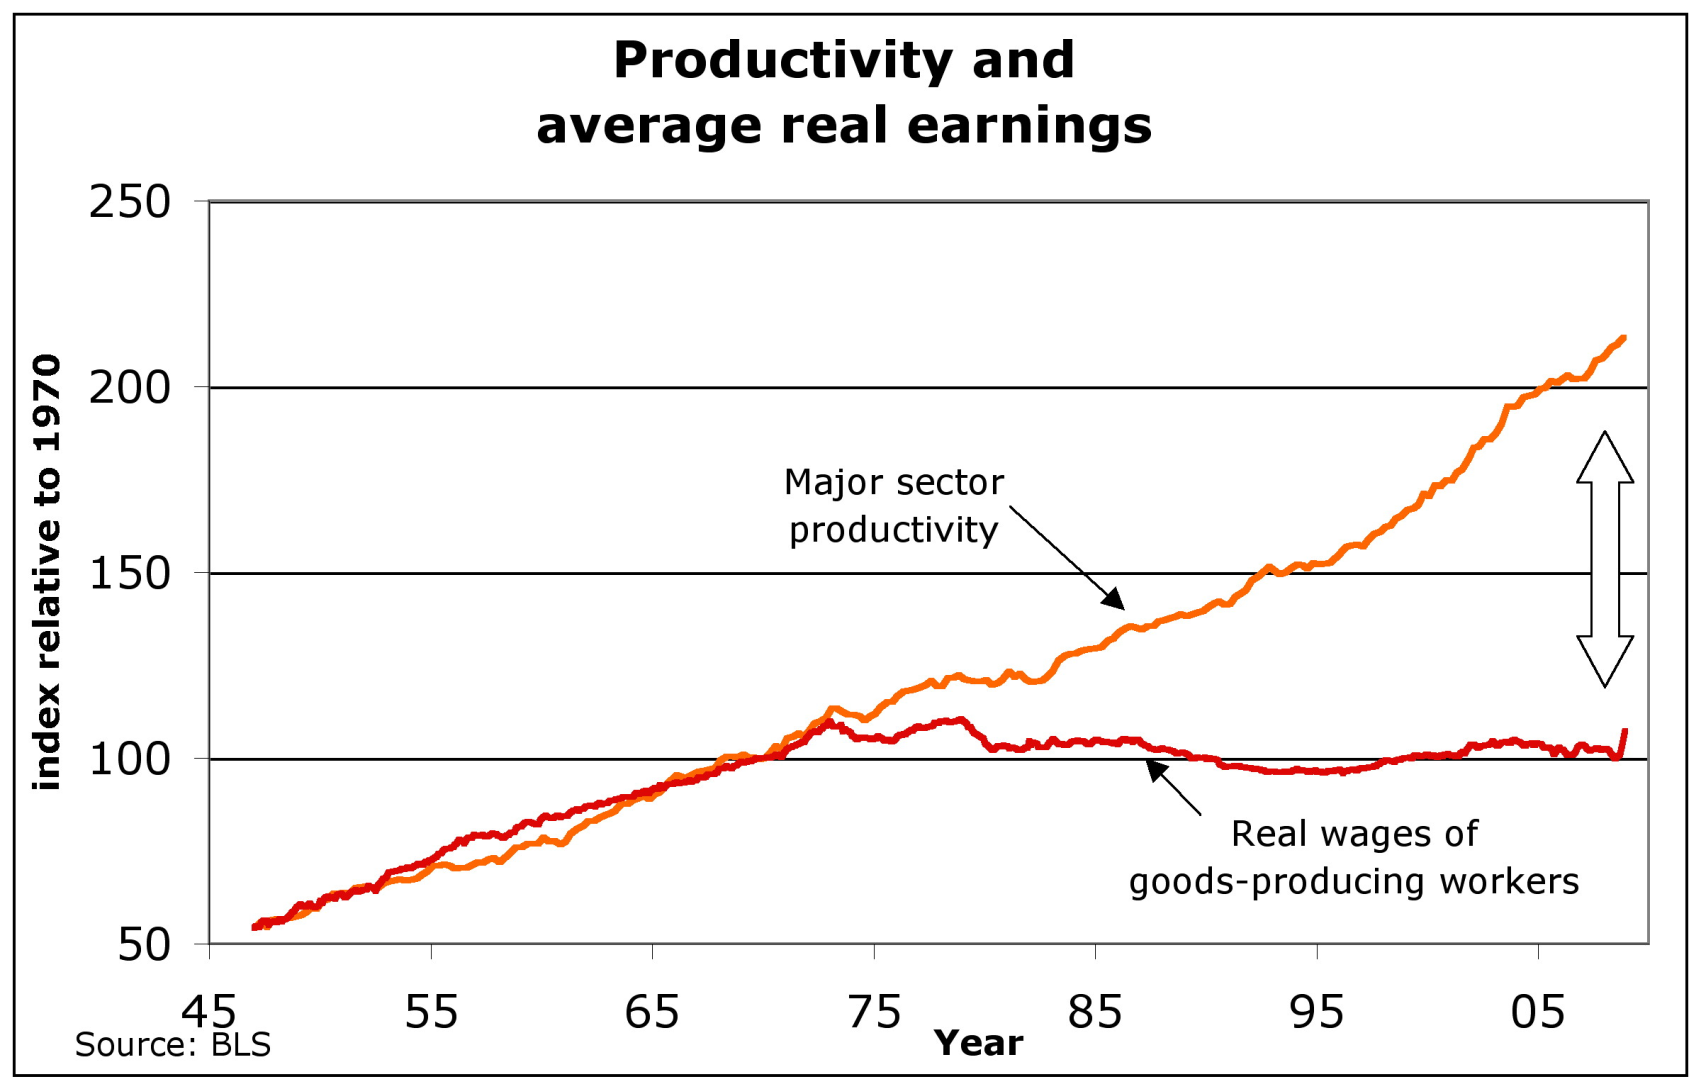 Productivity and
average real earnings
index relative to 1970
250
200
150
100
50
Major sector
productivity
Real wages of
goods-producing workers
45 55 65 75 85 95 05
Year
Source: BLS